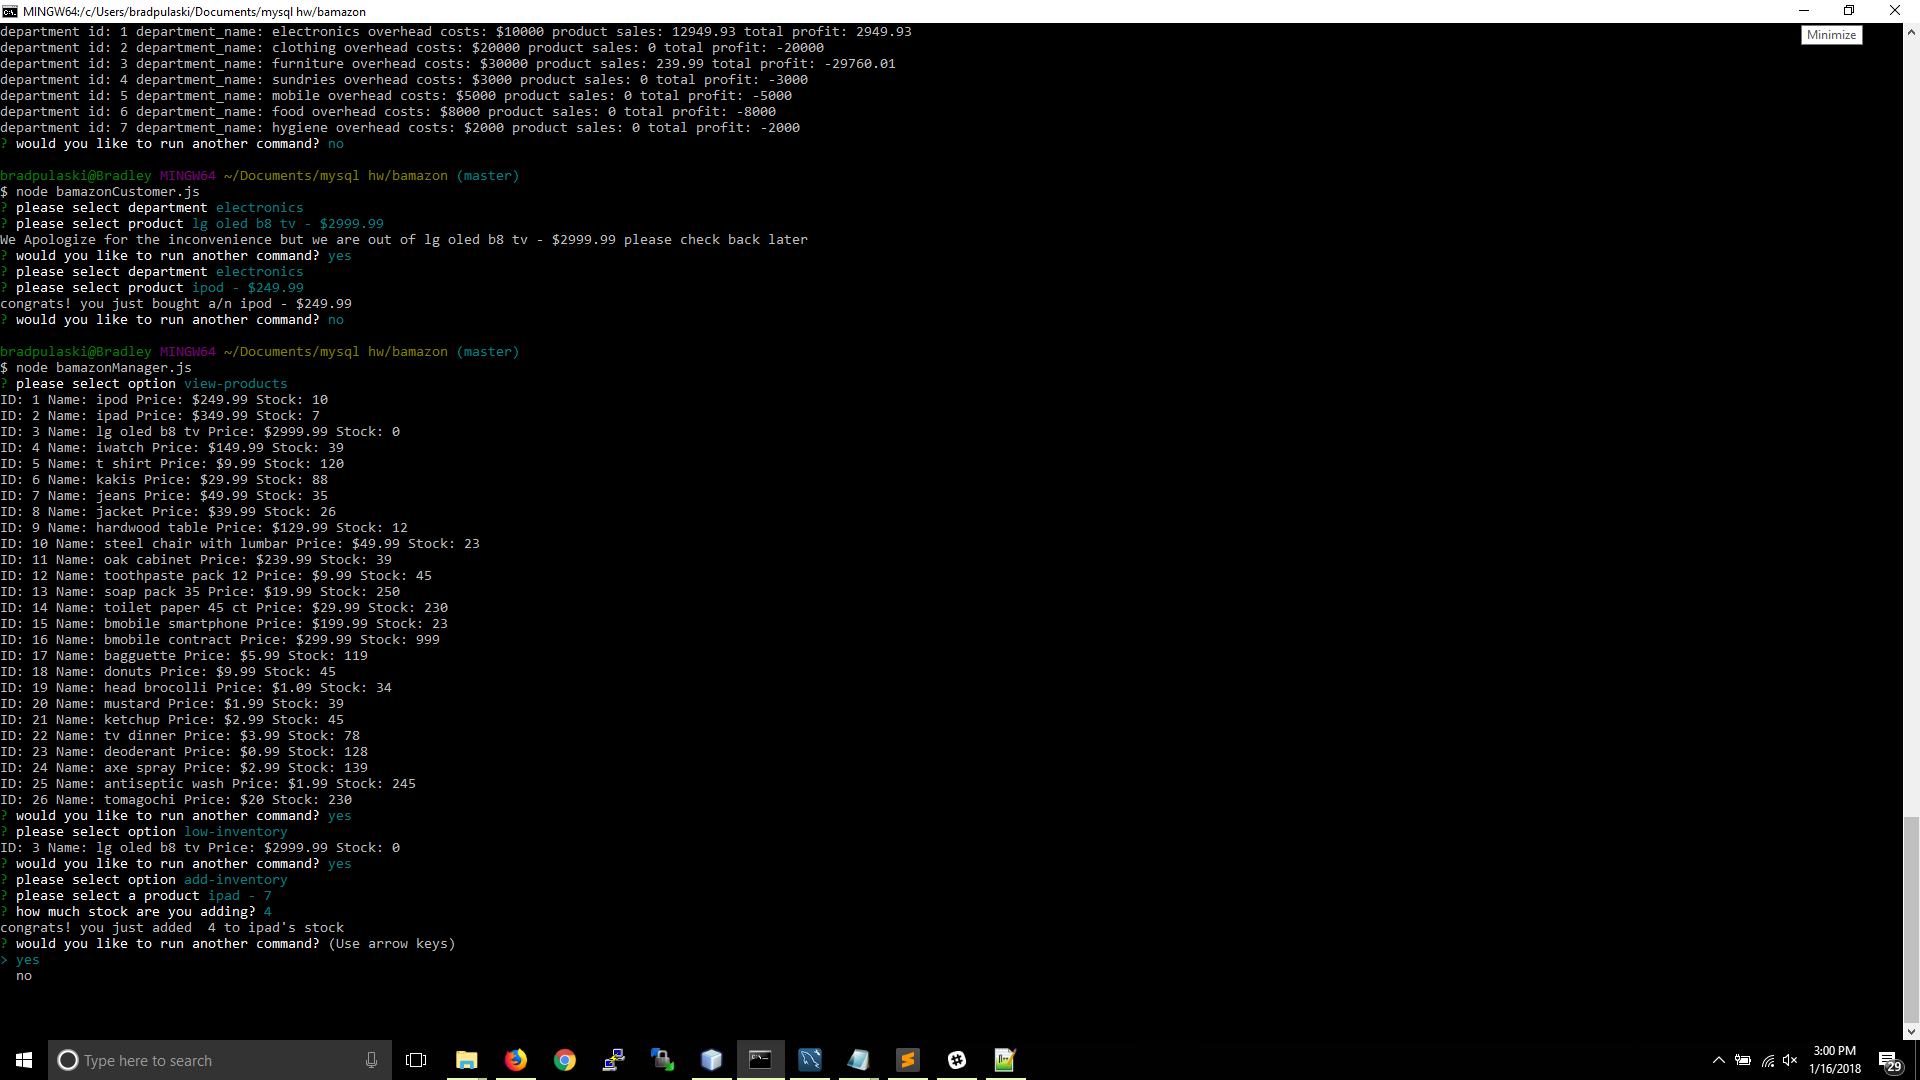 MINGW64:/c/Users/bradpulaski/Documents/mysql hw/bamazon
Minimize
department id: 1 department_name: electronics overhead costs: $10000 product sales: 12949.93 total profit: 2949.93
department id: 2 department_name: clothing overhead costs: $20000 product sales: 0 total profit: -20000
department id: 3 department_name: furniture overhead costs: $30000 product sales: 239.99 total profit: -29760.01
department id: 4 department_name: sundries overhead costs: $3000 product sales: 0 total profit: -3000
department id: 5 department_name: mobile overhead costs: $5000 product sales: 0 total profit: -5000
department id: 6 department_name: food overhead costs: $8000 product sales: 0 total profit: -8000
department id: 7 department_name: hygiene overhead costs: $2000 product sales: 0 total profit: -2000
? would you like to run another command? no
bradpulaski@Bradley MINGW64 ~/Documents/mysql hw/bamazon (master)
$ node bamazonCustomer.js
? please select department electronics
? please select product lg oled b8 tv - $2999.99
We Apologize for the inconvenience but we are out of lg oled b8 tv - $2999.99 please check back later
? would you like to run another command? yes
? please select department electronics
? please select product ipod - $249.99
congrats! you just bought a/n ipod - $249.99
? would you like to run another command? no
bradpulaski@Bradley MINGW64 ~/Documents/mysql hw/bamazon (master)
$ node bamazonManager.js
? please select option view-products
ID: 1 Name: ipod Price: $249.99 Stock: 10
ID: 2 Name: ipad Price: $349.99 Stock: 7
ID: 3 Name: lg oled b8 tv Price: $2999.99 Stock: 0
ID: 4 Name: iwatch Price: $149.99 Stock: 39
ID: 5 Name: t shirt Price: $9.99 Stock: 120
ID: 6 Name: kakis Price: $29.99 Stock: 88
ID: 7 Name: jeans Price: $49.99 Stock: 35
ID: 8 Name: jacket Price: $39.99 Stock: 26
ID: 9 Name: hardwood table Price: $129.99 Stock: 12
ID: 10 Name: steel chair with lumbar Price: $49.99 Stock: 23
ID: 11 Name: oak cabinet Price: $239.99 Stock: 39
ID: 12 Name: toothpaste pack 12 Price: $9.99 Stock: 45
ID: 13 Name: soap pack 35 Price: $19.99 Stock: 250
ID: 14 Name: toilet paper 45 ct Price: $29.99 Stock: 230
ID: 15 Name: bmobile smartphone Price: $199.99 Stock: 23
ID: 16 Name: bmobile contract Price: $299.99 Stock: 999
ID: 17 Name: bagguette Price: $5.99 Stock: 119
ID: 18 Name: donuts Price: $9.99 Stock: 45
ID: 19 Name: head brocolli Price: $1.09 Stock: 34
ID: 20 Name: mustard Price: $1.99 Stock: 39
ID: 21 Name: ketchup Price: $2.99 Stock: 45
ID: 22 Name: tv dinner Price: $3.99 Stock: 78
ID: 23 Name: deoderant Price: $0.99 Stock: 128
ID: 24 Name: axe spray Price: $2.99 Stock: 139
ID: 25 Name: antiseptic wash Price: $1.99 Stock: 245
ID: 26 Name: tomagochi Price: $20 Stock: 230
? would you like to run another command? yes
? please select option low-inventory
ID: 3 Name: lg oled b8 tv Price: $2999.99 Stock: 0
? would you like to run another command? yes
? please select option add-inventory
? please select a product ipad - 7
? how much stock are you adding? 4
congrats! you just added  4 to ipad's stock
? would you like to run another command? (Use arrow keys)
> yes
no
Type here to search
3:00 PM
1/16/2018
29